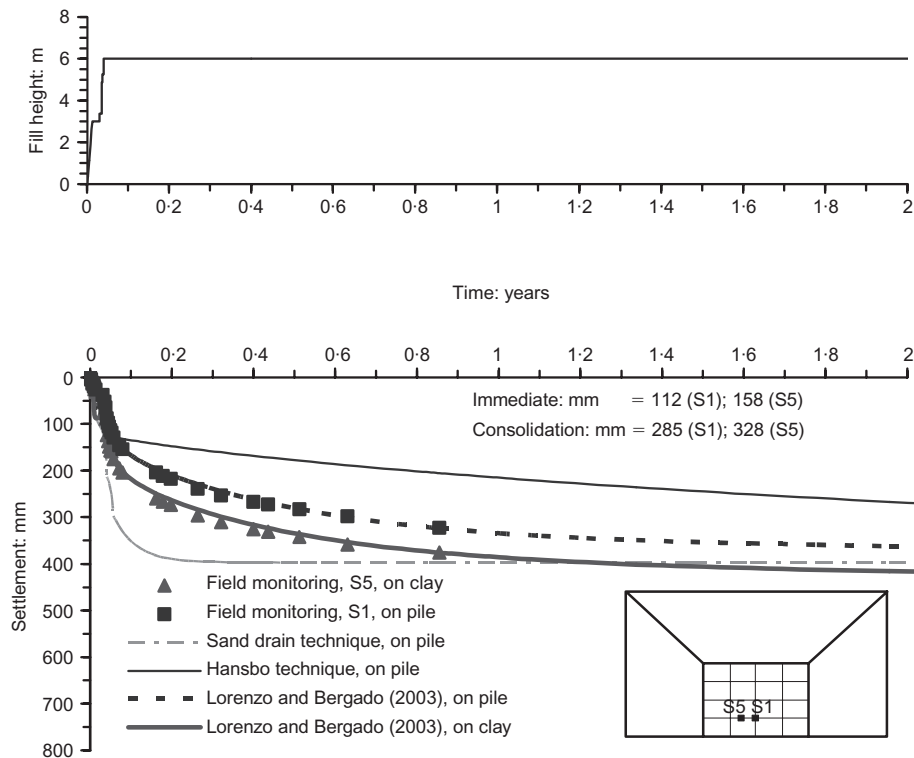 8
6
4
2
0
Fill height: m
0 0·2 0·4 0·6 0·8 1 1·2 1·4 1·6 1·8 2
Time: years
0 0·2 0·4 0·6 0·8 1 1·2 1·4 1·6 1·8 2
0
100
200
300
400
500
600
700
800
Settlement: mm
Immediate: mm = 112 (S1); 158 (S5)
Consolidation: mm = 285 (S1); 328 (S5)
Field monitoring, S5, on clay
Field monitoring, S1, on pile
Sand drain technique, on pile
Hansbo technique, on pile
Lorenzo and Bergado (2003), on pile
Lorenzo and Bergado (2003), on clay
S5 S1